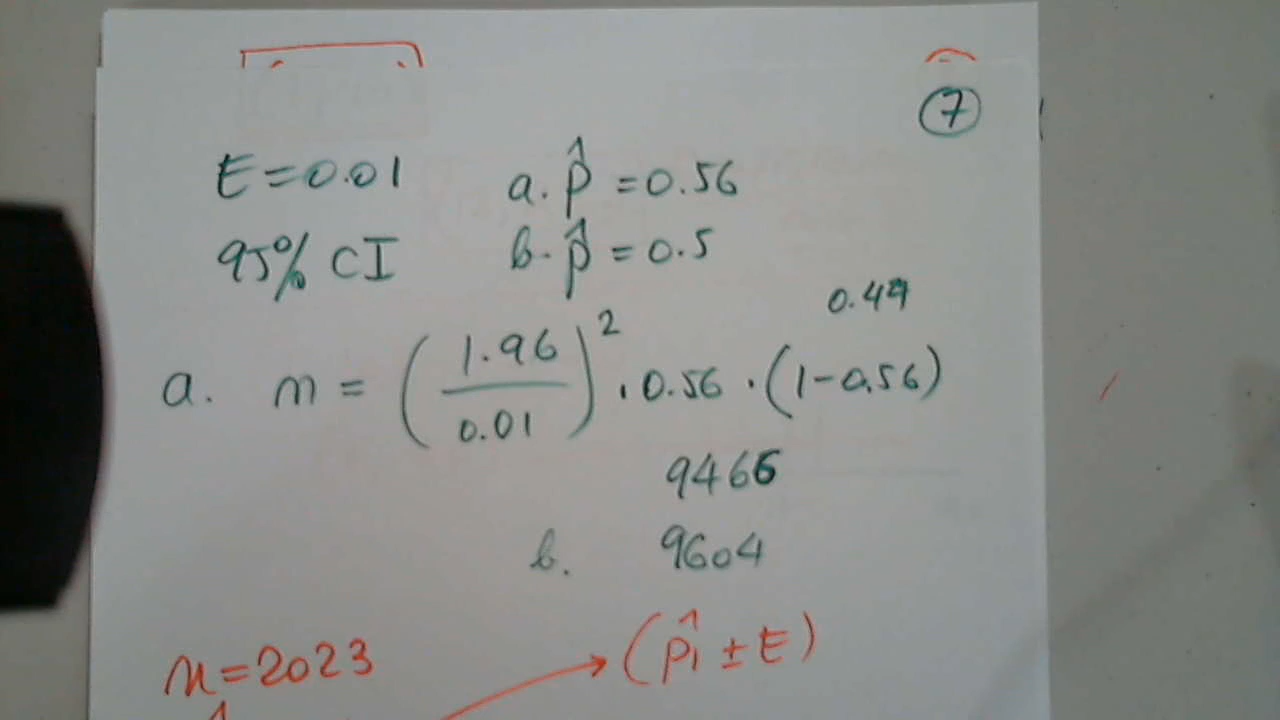 7
E=0.01 a. p̂ =0.56
95% CI b. p̂ = 0.5
0.44
a. n = (1.96/0.01)² · 0.56 · (1-0.56)
9466
b. 9604
n=2023 → (p̂₁ ± E)